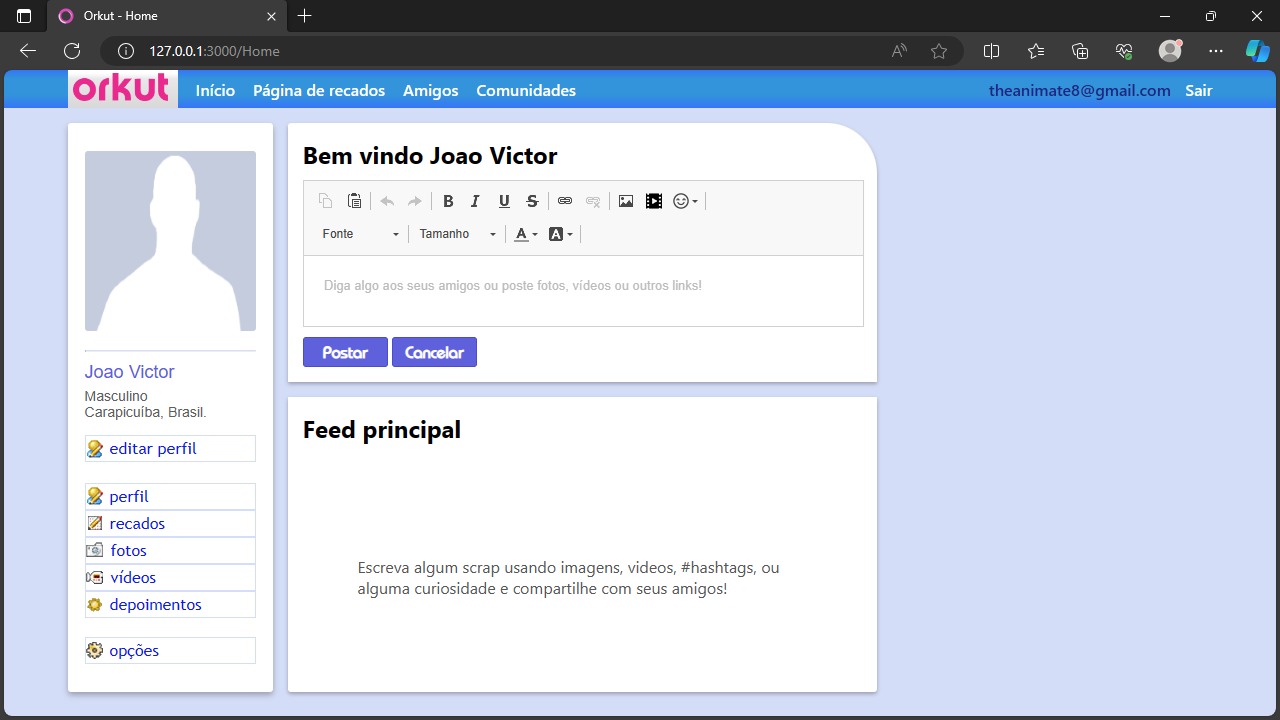 Orkut - Home
127.0.0.1:3000/Home
orkut Início Página de recados Amigos Comunidades theanimate8@gmail.com Sair
Bem vindo Joao Victor
B I U S
Fonte Tamanho A A
Diga algo aos seus amigos ou poste fotos, vídeos ou outros links!
Postar Cancelar
Joao Victor
Masculino
Carapicuíba, Brasil.
editar perfil
perfil
recados
fotos
vídeos
depoimentos
opções
Feed principal
Escreva algum scrap usando imagens, videos, #hashtags, ou
alguma curiosidade e compartilhe com seus amigos!